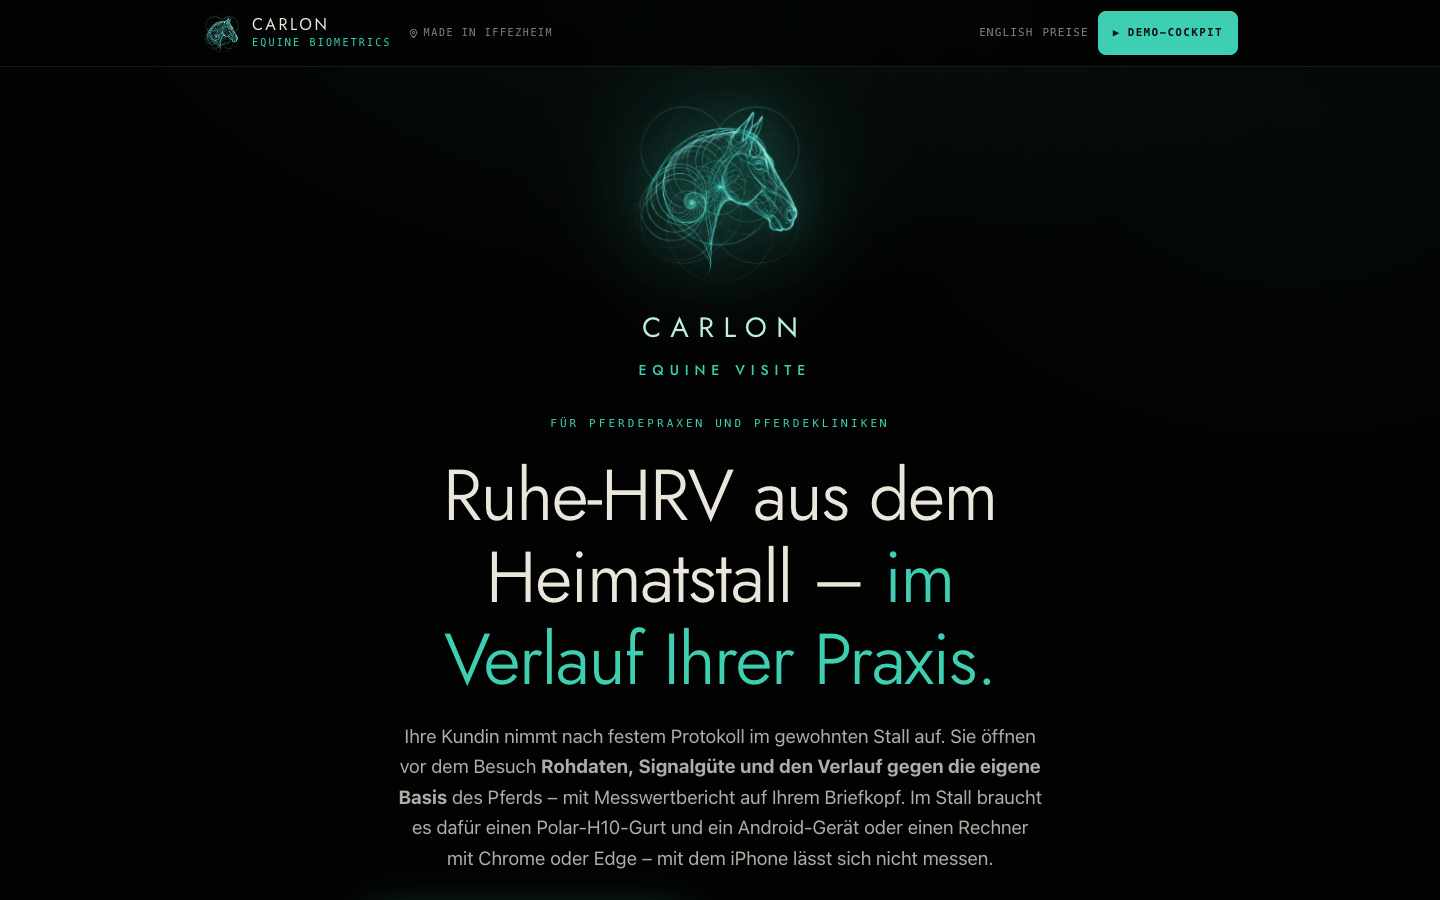 CARLON
EQUINE BIOMETRICS
MADE IN IFFEZHEIM
ENGLISH PREISE
▶ DEMO-COCKPIT
CARLON
EQUINE VISITE
FÜR PFERDEPRAXEN UND PFERDEKLINIKEN
Ruhe-HRV aus dem
Heimatstall – im
Verlauf Ihrer Praxis.
Ihre Kundin nimmt nach festem Protokoll im gewohnten Stall auf. Sie öffnen
vor dem Besuch Rohdaten, Signalgüte und den Verlauf gegen die eigene
Basis des Pferds – mit Messwertbericht auf Ihrem Briefkopf. Im Stall braucht
es dafür einen Polar-H10-Gurt und ein Android-Gerät oder einen Rechner
mit Chrome oder Edge – mit dem iPhone lässt sich nicht messen.